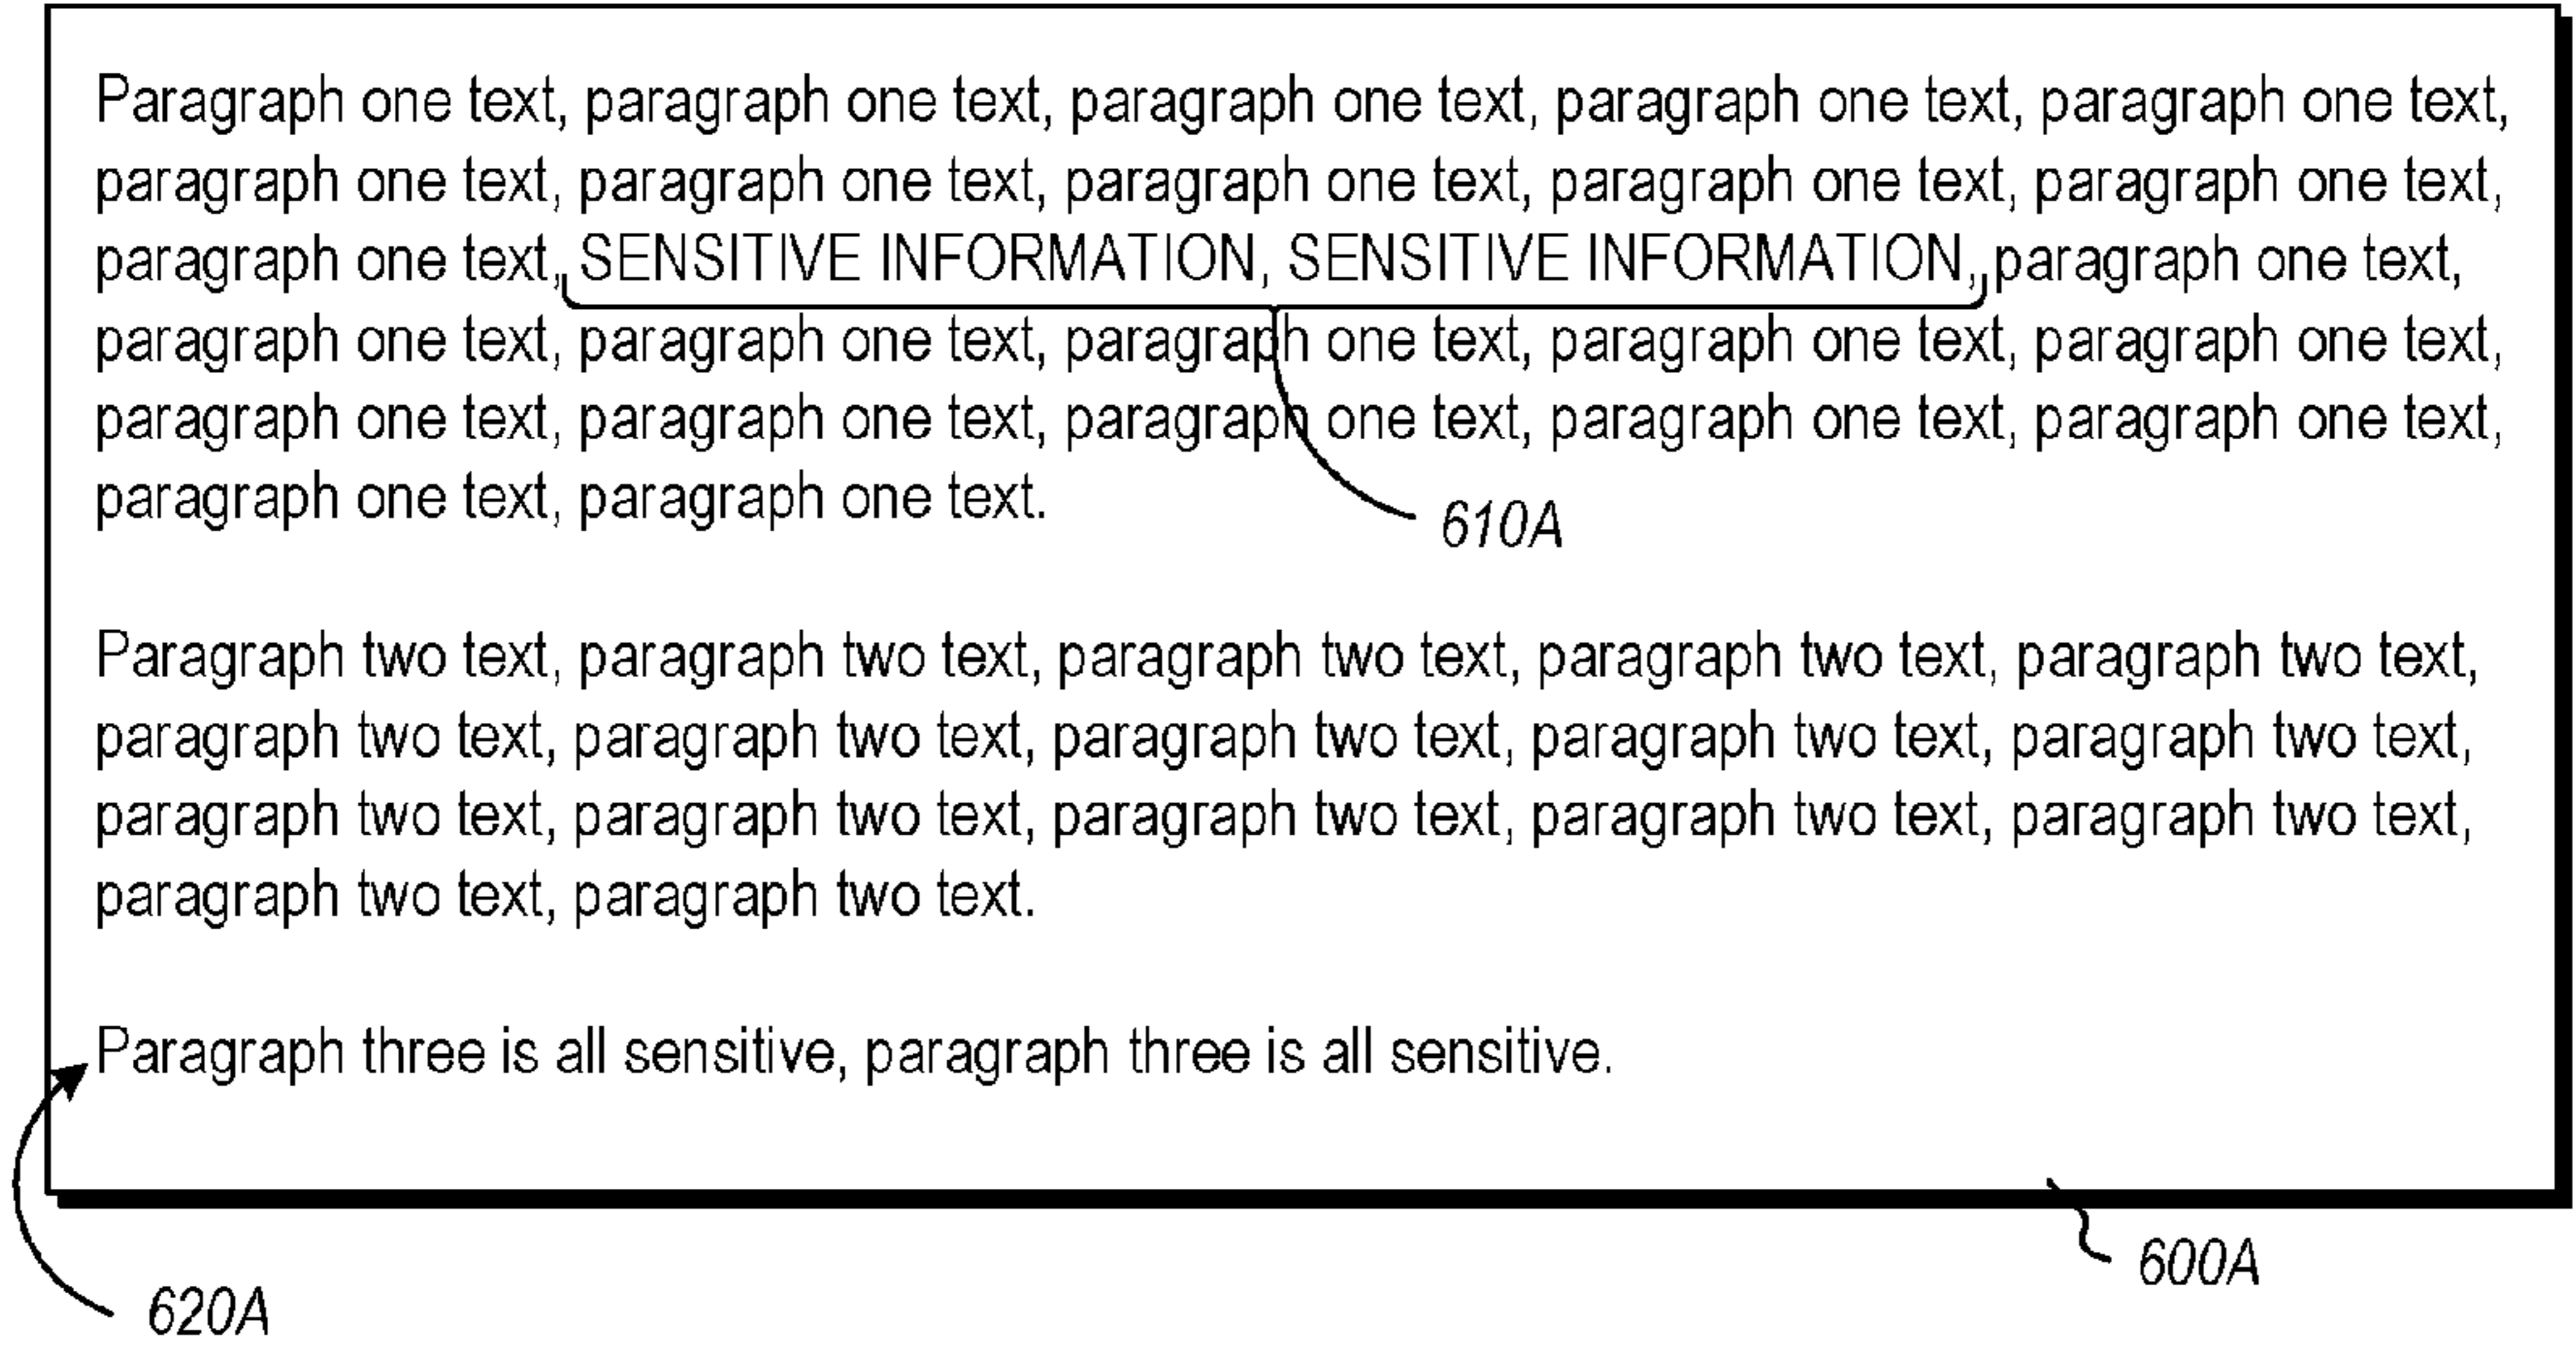 Paragraph one text, paragraph one text, paragraph one text, paragraph one text, paragraph one text,
paragraph one text, paragraph one text, paragraph one text, paragraph one text, paragraph one text,
paragraph one text, SENSITIVE INFORMATION, SENSITIVE INFORMATION, paragraph one text,
paragraph one text, paragraph one text, paragraph one text, paragraph one text, paragraph one text,
paragraph one text, paragraph one text, paragraph one text, paragraph one text, paragraph one text,
paragraph one text, paragraph one text.
610A
Paragraph two text, paragraph two text, paragraph two text, paragraph two text, paragraph two text,
paragraph two text, paragraph two text, paragraph two text, paragraph two text, paragraph two text,
paragraph two text, paragraph two text, paragraph two text, paragraph two text, paragraph two text,
paragraph two text, paragraph two text.
Paragraph three is all sensitive, paragraph three is all sensitive.
600A
620A